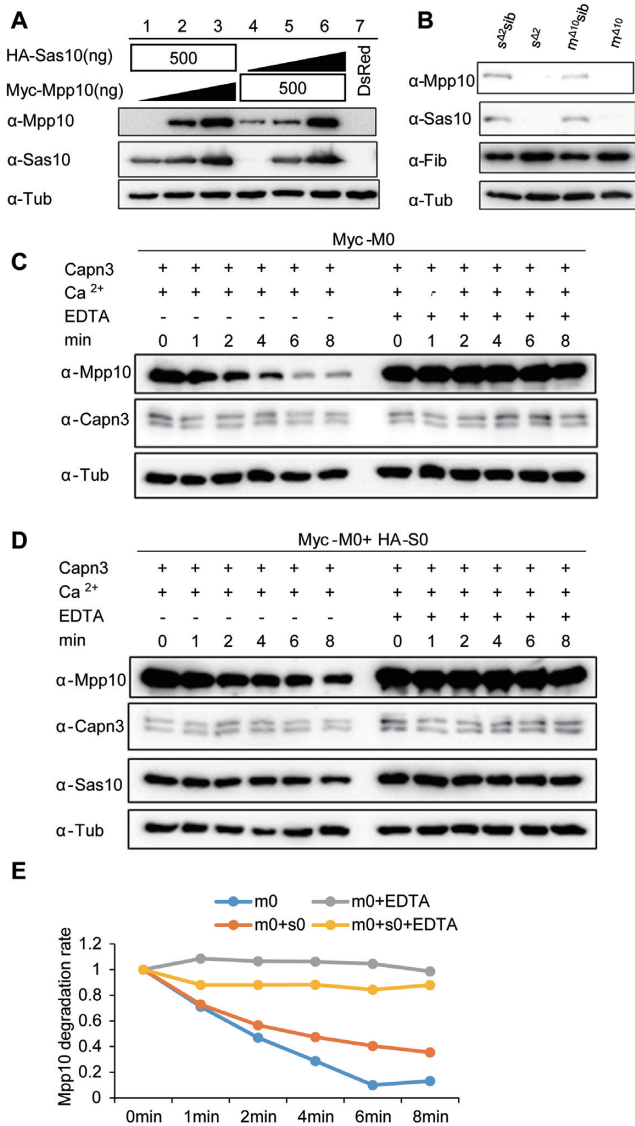 A
1 2 3 4 5 6 7
HA-Sas10(ng) 500
Myc-Mpp10(ng) 500
DsRed
α-Mpp10
α-Sas10
α-Tub
B
sΔ2sib sΔ2 mΔ10sib mΔ10
α-Mpp10
α-Sas10
α-Fib
α-Tub
C
Myc-M0
Capn3 + + + + + + + + + + + +
Ca 2+ + + + + + + + - + + + +
EDTA - - - - - - + + + + + +
min 0 1 2 4 6 8 0 1 2 4 6 8
α-Mpp10
α-Capn3
α-Tub
D
Myc-M0+ HA-S0
Capn3 + + + + + + + + + + + +
Ca 2+ + + + + + + + + + + + +
EDTA - - - - - - + + + + + +
min 0 1 2 4 6 8 0 1 2 4 6 8
α-Mpp10
α-Capn3
α-Sas10
α-Tub
E
m0 m0+EDTA
m0+s0 m0+s0+EDTA
Mpp10 degradation rate
1.2
1
0.8
0.6
0.4
0.2
0
0min 1min 2min 4min 6min 8min